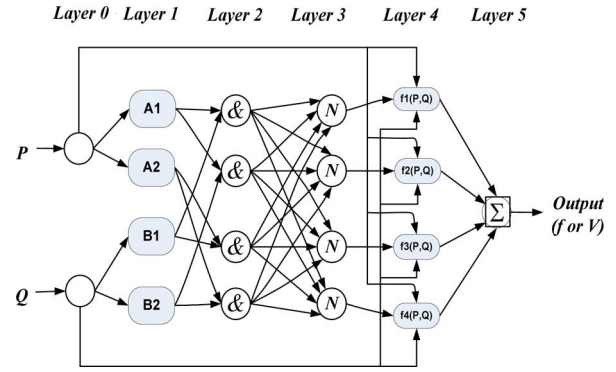 Layer 0 Layer 1 Layer 2 Layer 3 Layer 4 Layer 5
A1 & N f1(P,Q)
P
A2 & N f2(P,Q)
Σ Output
(f or V)
B1 & N f3(P,Q)
Q
B2 & N f4(P,Q)